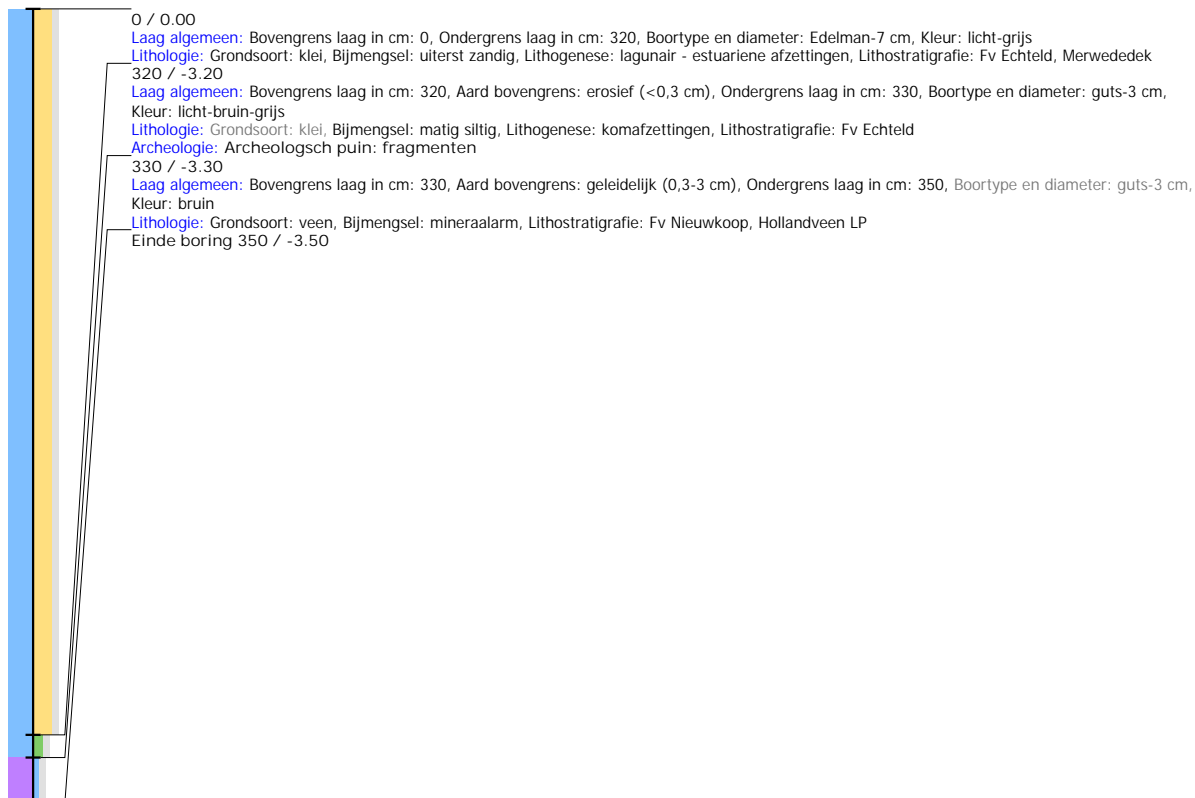 0 / 0.00
Laag algemeen: Bovengrens laag in cm: 0, Ondergrens laag in cm: 320, Boortype en diameter: Edelman-7 cm, Kleur: licht-grijs
Lithologie: Grondsoort: klei, Bijmengsel: uiterst zandig, Lithogenese: lagunair - estuariene afzettingen, Lithostratigrafie: Fv Echteld, Merwededek
320 / -3.20
Laag algemeen: Bovengrens laag in cm: 320, Aard bovengrens: erosief (<0,3 cm), Ondergrens laag in cm: 330, Boortype en diameter: guts-3 cm,
Kleur: licht-bruin-grijs
Lithologie: Grondsoort: klei, Bijmengsel: matig siltig, Lithogenese: komafzettingen, Lithostratigrafie: Fv Echteld
Archeologie: Archeologsch puin: fragmenten
330 / -3.30
Laag algemeen: Bovengrens laag in cm: 330, Aard bovengrens: geleidelijk (0,3-3 cm), Ondergrens laag in cm: 350, Boortype en diameter: guts-3 cm,
Kleur: bruin
Lithologie: Grondsoort: veen, Bijmengsel: mineraalarm, Lithostratigrafie: Fv Nieuwkoop, Hollandveen LP
Einde boring 350 / -3.50